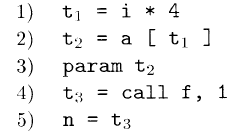 1) t₁ = i * 4
2) t₂ = a [ t₁ ]
3) param t₂
4) t₃ = call f, 1
5) n = t₃